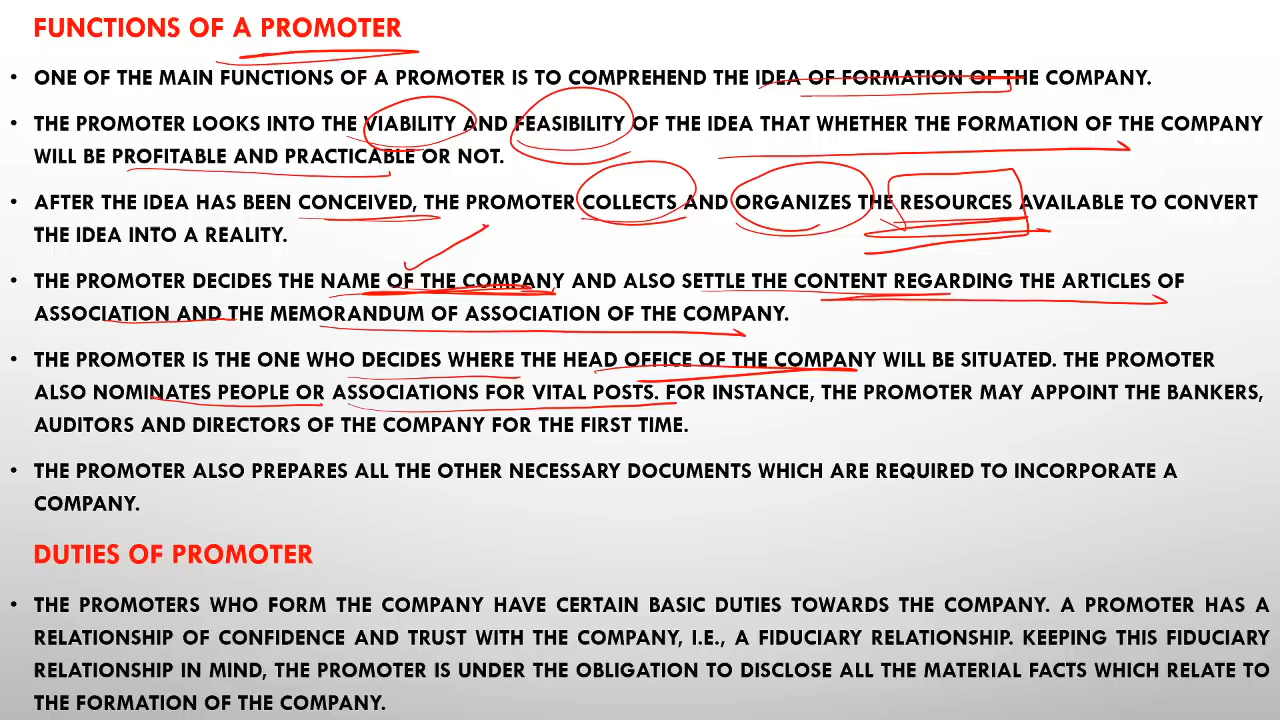 FUNCTIONS OF A PROMOTER
• ONE OF THE MAIN FUNCTIONS OF A PROMOTER IS TO COMPREHEND THE IDEA OF FORMATION OF THE COMPANY.
• THE PROMOTER LOOKS INTO THE VIABILITY AND FEASIBILITY OF THE IDEA THAT WHETHER THE FORMATION OF THE COMPANY
WILL BE PROFITABLE AND PRACTICABLE OR NOT.
• AFTER THE IDEA HAS BEEN CONCEIVED, THE PROMOTER COLLECTS AND ORGANIZES THE RESOURCES AVAILABLE TO CONVERT
THE IDEA INTO A REALITY.
• THE PROMOTER DECIDES THE NAME OF THE COMPANY AND ALSO SETTLE THE CONTENT REGARDING THE ARTICLES OF
ASSOCIATION AND THE MEMORANDUM OF ASSOCIATION OF THE COMPANY.
• THE PROMOTER IS THE ONE WHO DECIDES WHERE THE HEAD OFFICE OF THE COMPANY WILL BE SITUATED. THE PROMOTER
ALSO NOMINATES PEOPLE OR ASSOCIATIONS FOR VITAL POSTS. FOR INSTANCE, THE PROMOTER MAY APPOINT THE BANKERS,
AUDITORS AND DIRECTORS OF THE COMPANY FOR THE FIRST TIME.
• THE PROMOTER ALSO PREPARES ALL THE OTHER NECESSARY DOCUMENTS WHICH ARE REQUIRED TO INCORPORATE A
COMPANY.
DUTIES OF PROMOTER
• THE PROMOTERS WHO FORM THE COMPANY HAVE CERTAIN BASIC DUTIES TOWARDS THE COMPANY. A PROMOTER HAS A
RELATIONSHIP OF CONFIDENCE AND TRUST WITH THE COMPANY, I.E., A FIDUCIARY RELATIONSHIP. KEEPING THIS FIDUCIARY
RELATIONSHIP IN MIND, THE PROMOTER IS UNDER THE OBLIGATION TO DISCLOSE ALL THE MATERIAL FACTS WHICH RELATE TO
THE FORMATION OF THE COMPANY.